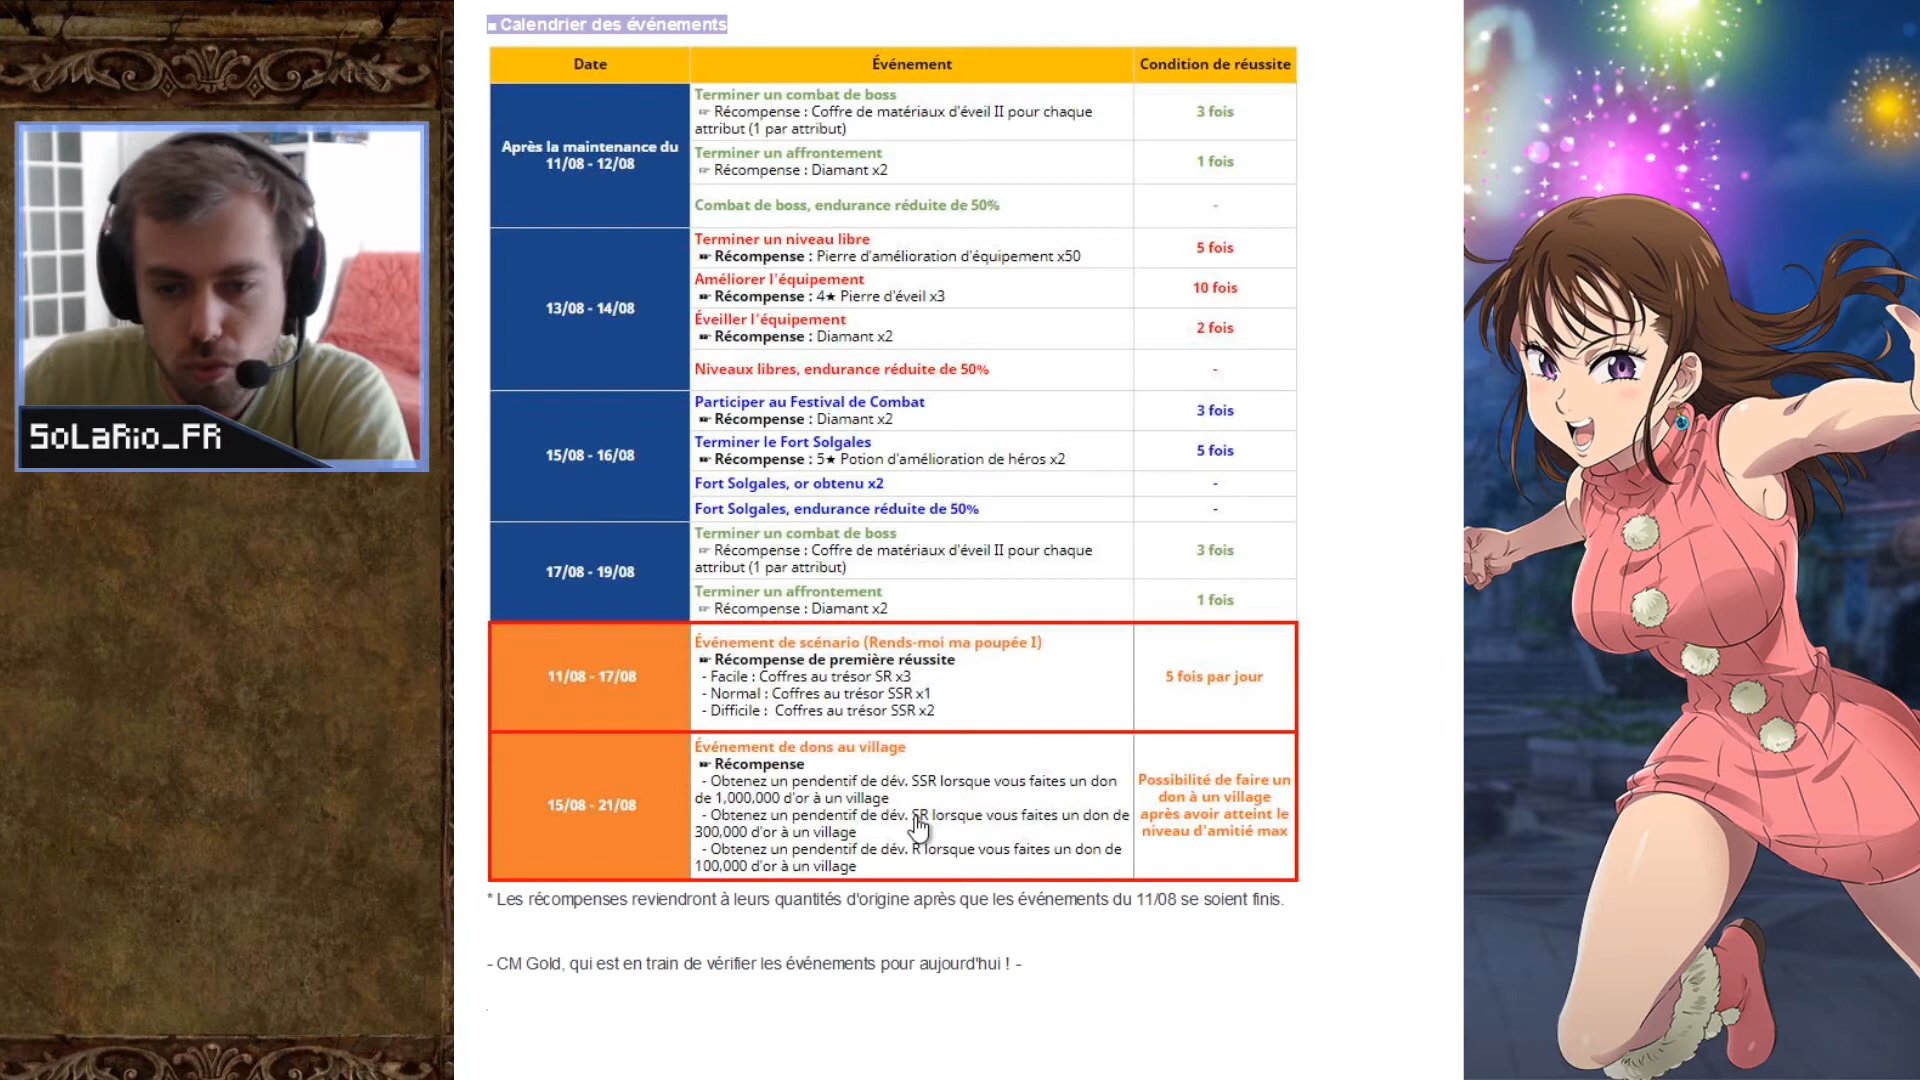 ■ Calendrier des événements
Date
Événement
Condition de réussite
Après la maintenance du
11/08 - 12/08
Terminer un combat de boss
☞ Récompense : Coffre de matériaux d'éveil II pour chaque
attribut (1 par attribut)
3 fois
Terminer un affrontement
☞ Récompense : Diamant x2
1 fois
Combat de boss, endurance réduite de 50%
-
13/08 - 14/08
Terminer un niveau libre
☞ Récompense : Pierre d'amélioration d'équipement x50
5 fois
Améliorer l'équipement
☞ Récompense : 4★ Pierre d'éveil x3
10 fois
Éveiller l'équipement
☞ Récompense : Diamant x2
2 fois
Niveaux libres, endurance réduite de 50%
-
15/08 - 16/08
Participer au Festival de Combat
☞ Récompense : Diamant x2
3 fois
Terminer le Fort Solgales
☞ Récompense : 5★ Potion d'amélioration de héros x2
5 fois
Fort Solgales, or obtenu x2
-
Fort Solgales, endurance réduite de 50%
-
17/08 - 19/08
Terminer un combat de boss
☞ Récompense : Coffre de matériaux d'éveil II pour chaque
attribut (1 par attribut)
3 fois
Terminer un affrontement
☞ Récompense : Diamant x2
1 fois
11/08 - 17/08
Événement de scénario (Rends-moi ma poupée I)
☞ Récompense de première réussite
- Facile : Coffres au trésor SR x3
- Normal : Coffres au trésor SSR x1
- Difficile : Coffres au trésor SSR x2
5 fois par jour
15/08 - 21/08
Événement de dons au village
☞ Récompense
- Obtenez un pendentif de dév. SSR lorsque vous faites un don
de 1,000,000 d'or à un village
- Obtenez un pendentif de dév. SR lorsque vous faites un don de
300,000 d'or à un village
- Obtenez un pendentif de dév. R lorsque vous faites un don de
100,000 d'or à un village
Possibilité de faire un
don à un village
après avoir atteint le
niveau d'amitié max
* Les récompenses reviendront à leurs quantités d'origine après que les événements du 11/08 se soient finis.
- CM Gold, qui est en train de vérifier les événements pour aujourd'hui ! -
.
SoLaRio_FR